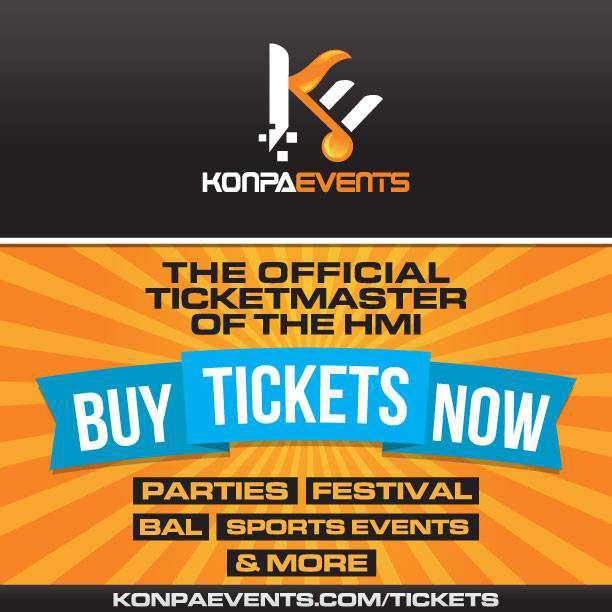 KONPAEVENTS
THE OFFICIAL
TICKETMASTER
OF THE HMI
BUY TICKETS NOW
PARTIES FESTIVAL
BAL SPORTS EVENTS
& MORE
KONPAEVENTS.COM/TICKETS